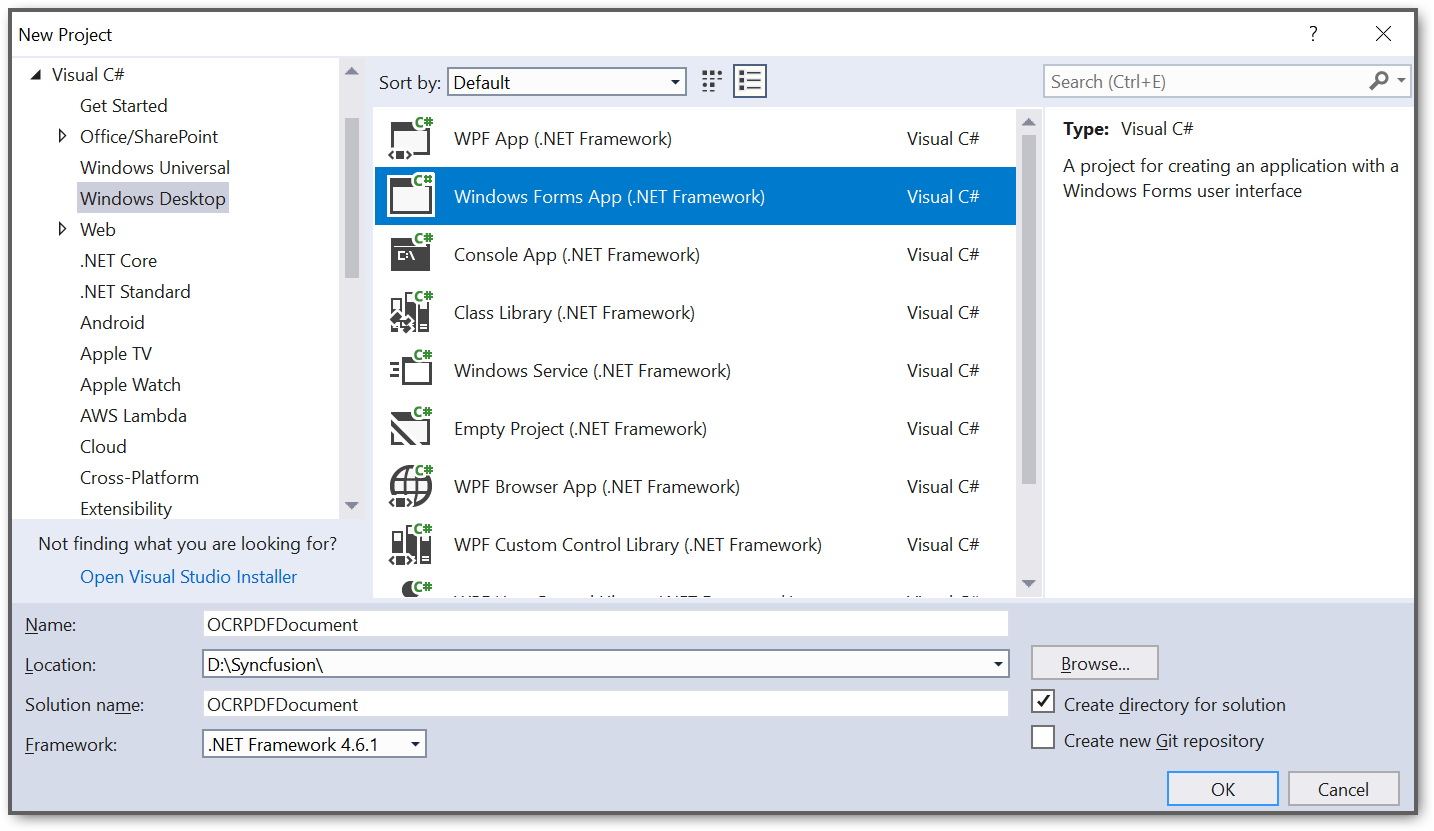 New Project
?
Visual C#
Get Started
Office/SharePoint
Windows Universal
Windows Desktop
Web
.NET Core
.NET Standard
Android
Apple TV
Apple Watch
AWS Lambda
Cloud
Cross-Platform
Extensibility
Not finding what you are looking for?
Open Visual Studio Installer
Sort by: Default
C# WPF App (.NET Framework) Visual C#
C# Windows Forms App (.NET Framework) Visual C#
C# C:\ Console App (.NET Framework) Visual C#
C# Class Library (.NET Framework) Visual C#
C# Windows Service (.NET Framework) Visual C#
C# Empty Project (.NET Framework) Visual C#
C# WPF Browser App (.NET Framework) Visual C#
C# WPF Custom Control Library (.NET Framework) Visual C#
C#
Search (Ctrl+E)
Type: Visual C#
A project for creating an application with a
Windows Forms user interface
Name: OCRPDFDocument
Location: D:\Syncfusion\ Browse...
Solution name: OCRPDFDocument Create directory for solution
Framework: .NET Framework 4.6.1 Create new Git repository
OK Cancel